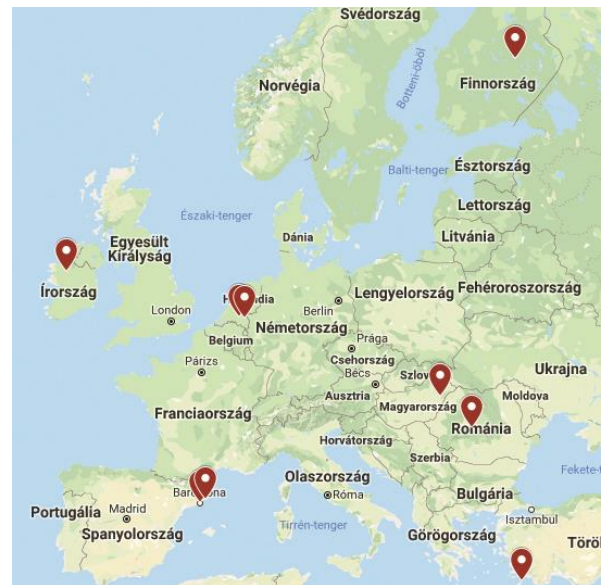 Svédország
Norvégia
Botteni-öböl
Finnország
Balti-tenger
Észtország
Lettország
Litvánia
Északi-tenger
Dánia
Egyesült
Királyság
Írország
London
Berlin
Lengyelország
Fehéroroszország
Németország
Belgium
Prága
Csehország
Párizs
Bécs
Ukrajna
Ausztria
Magyarország
Moldova
Franciaország
Románia
Horvátország
Szerbia
Olaszország
Bulgária
Fekete-t
Róma
Isztambul
Portugália
Madrid
Spanyolország
Tirrén-tenger
Görögország
Török